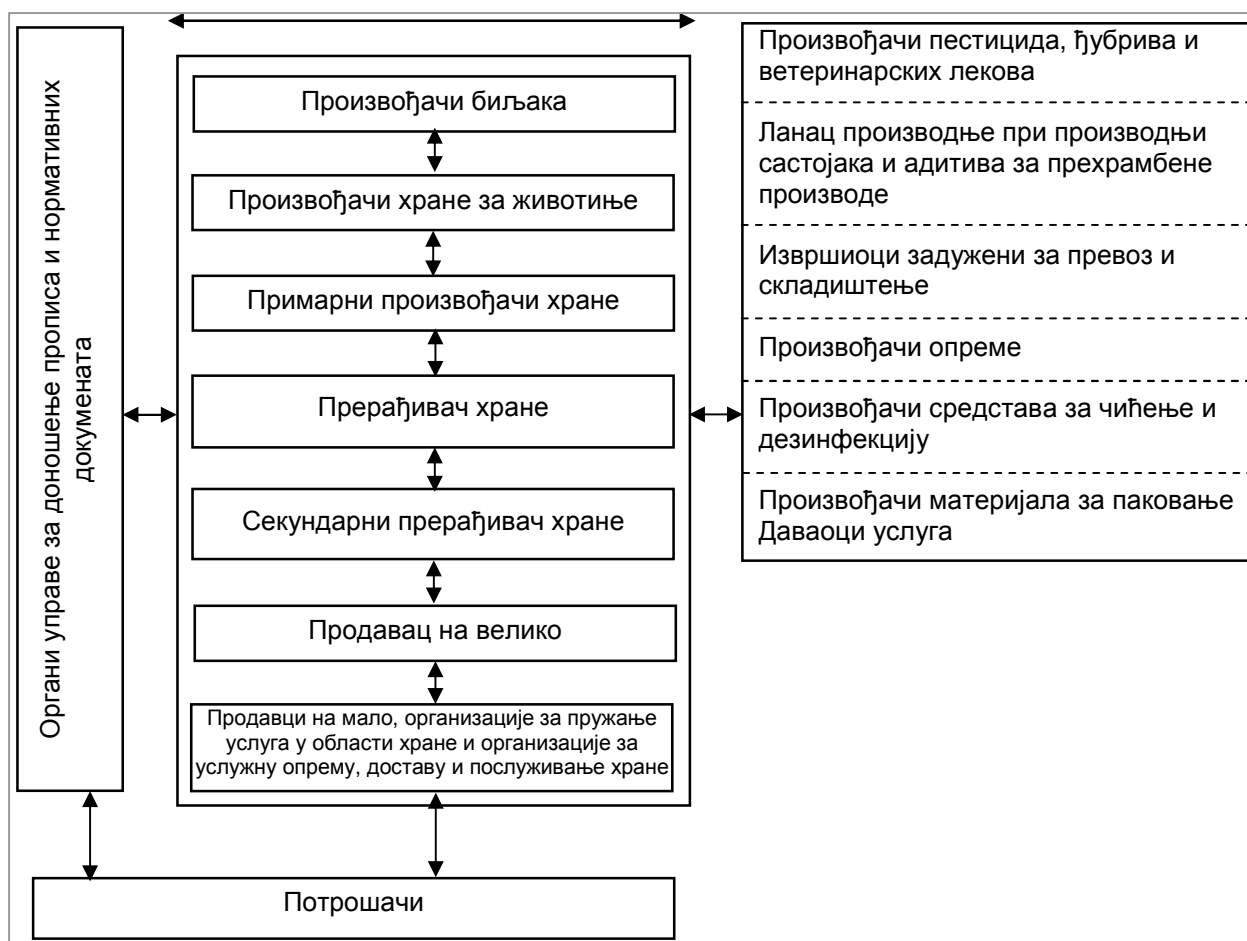 Органи управе за доношење прописа и нормативних
документа
Произвођачи биљака
Произвођачи хране за животиње
Примарни произвођачи хране
Прерађивач хране
Секундарни прерађивач хране
Продавац на велико
Продавци на мало, организације за пружање
услуга у области хране и организације за
услужну опрему, доставу и послуживање хране
Потрошачи
Произвођачи пестицида, ђубрива и
ветеринарских лекова
Ланац производње при производњи
састојака и адитива за прехрамбене
производе
Извршиоци задужени за превоз и
складиштење
Произвођачи опреме
Произвођачи средстава за чићење и
дезинфекцију
Произвођачи материјала за паковање
Даваоци услуга